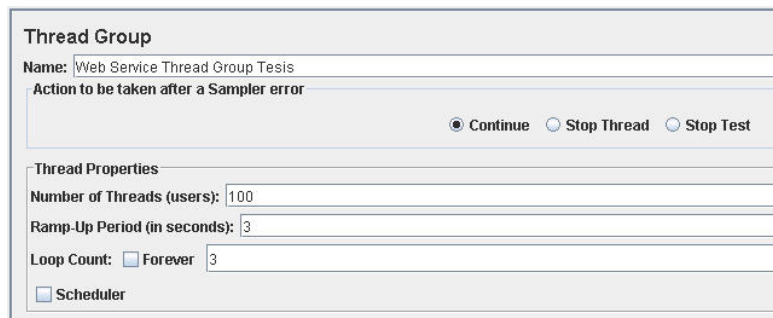 Thread Group
Name: Web Service Thread Group Tesis
Action to be taken after a Sampler error
Continue Stop Thread Stop Test
Thread Properties
Number of Threads (users): 100
Ramp-Up Period (in seconds): 3
Loop Count: Forever 3
Scheduler